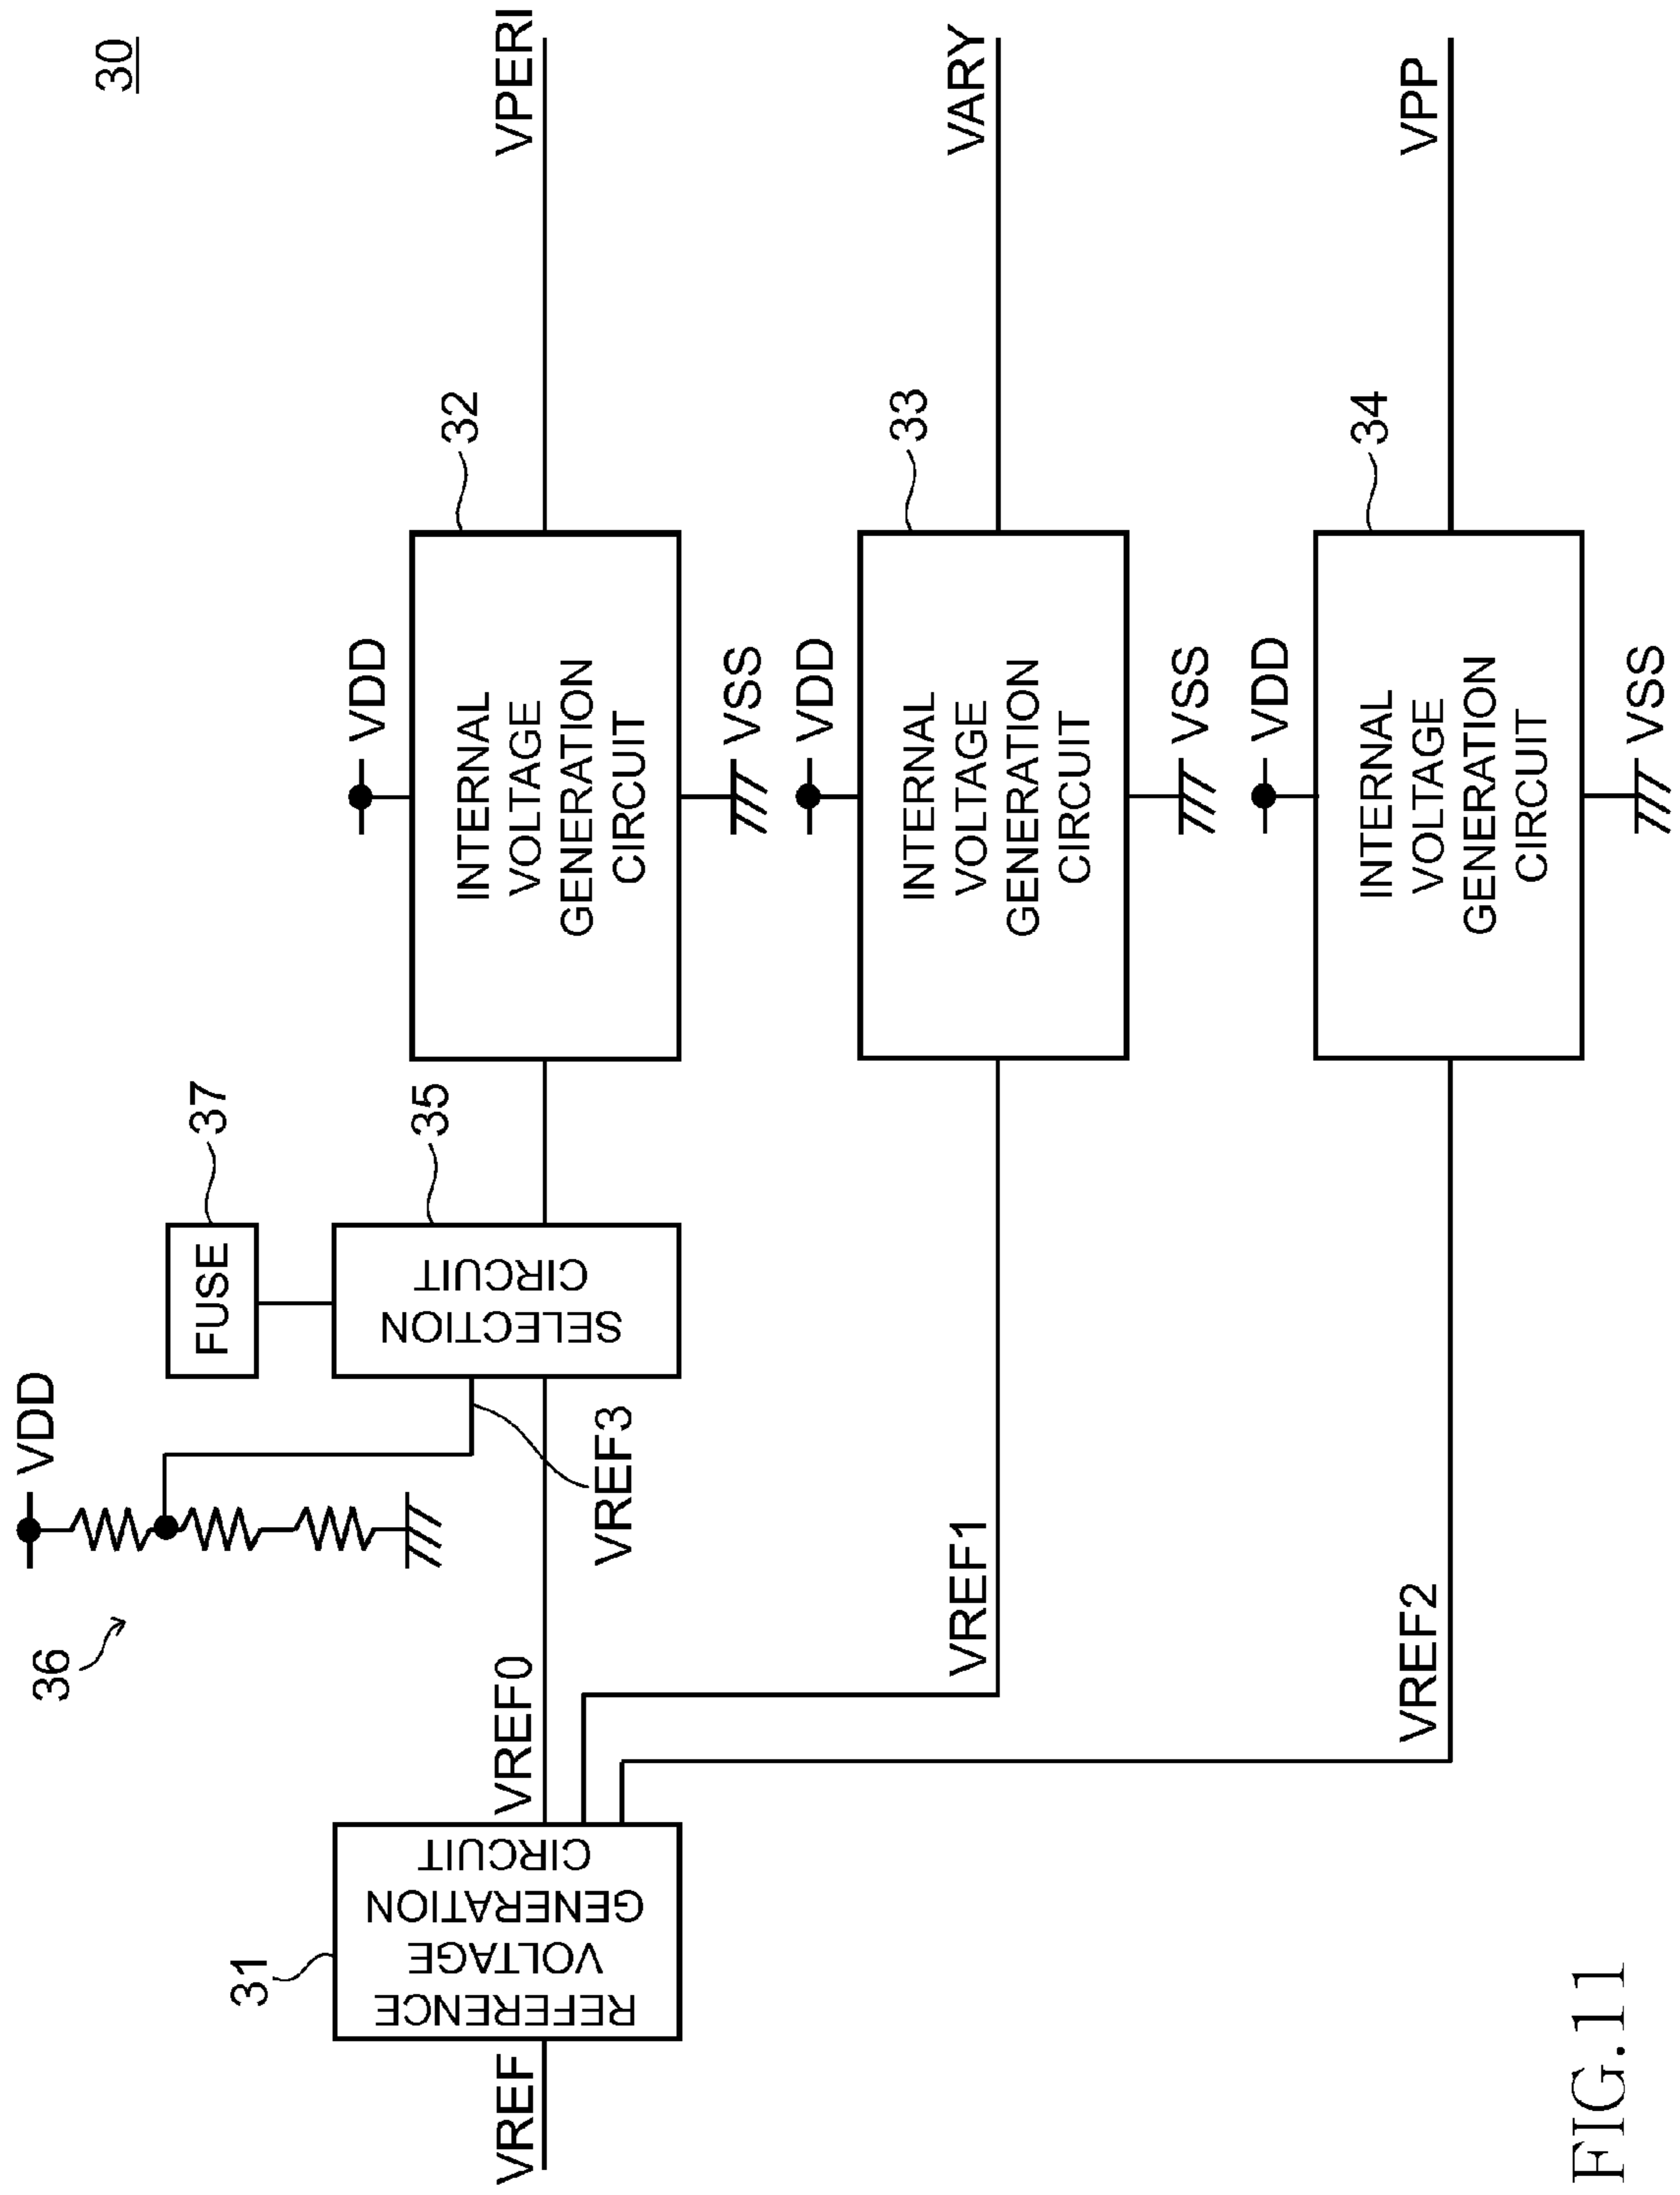 30
36
VDD
37
FUSE
35
SELECTION
CIRCUIT
VREF3
31
VREF
REFERENCE
VOLTAGE
GENERATION
CIRCUIT
VREF0
VREF1
VREF2
VDD
32
INTERNAL
VOLTAGE
GENERATION
CIRCUIT
VSS
VPERI
VDD
33
INTERNAL
VOLTAGE
GENERATION
CIRCUIT
VSS
VARY
VDD
34
INTERNAL
VOLTAGE
GENERATION
CIRCUIT
VSS
VPP
FIG.11